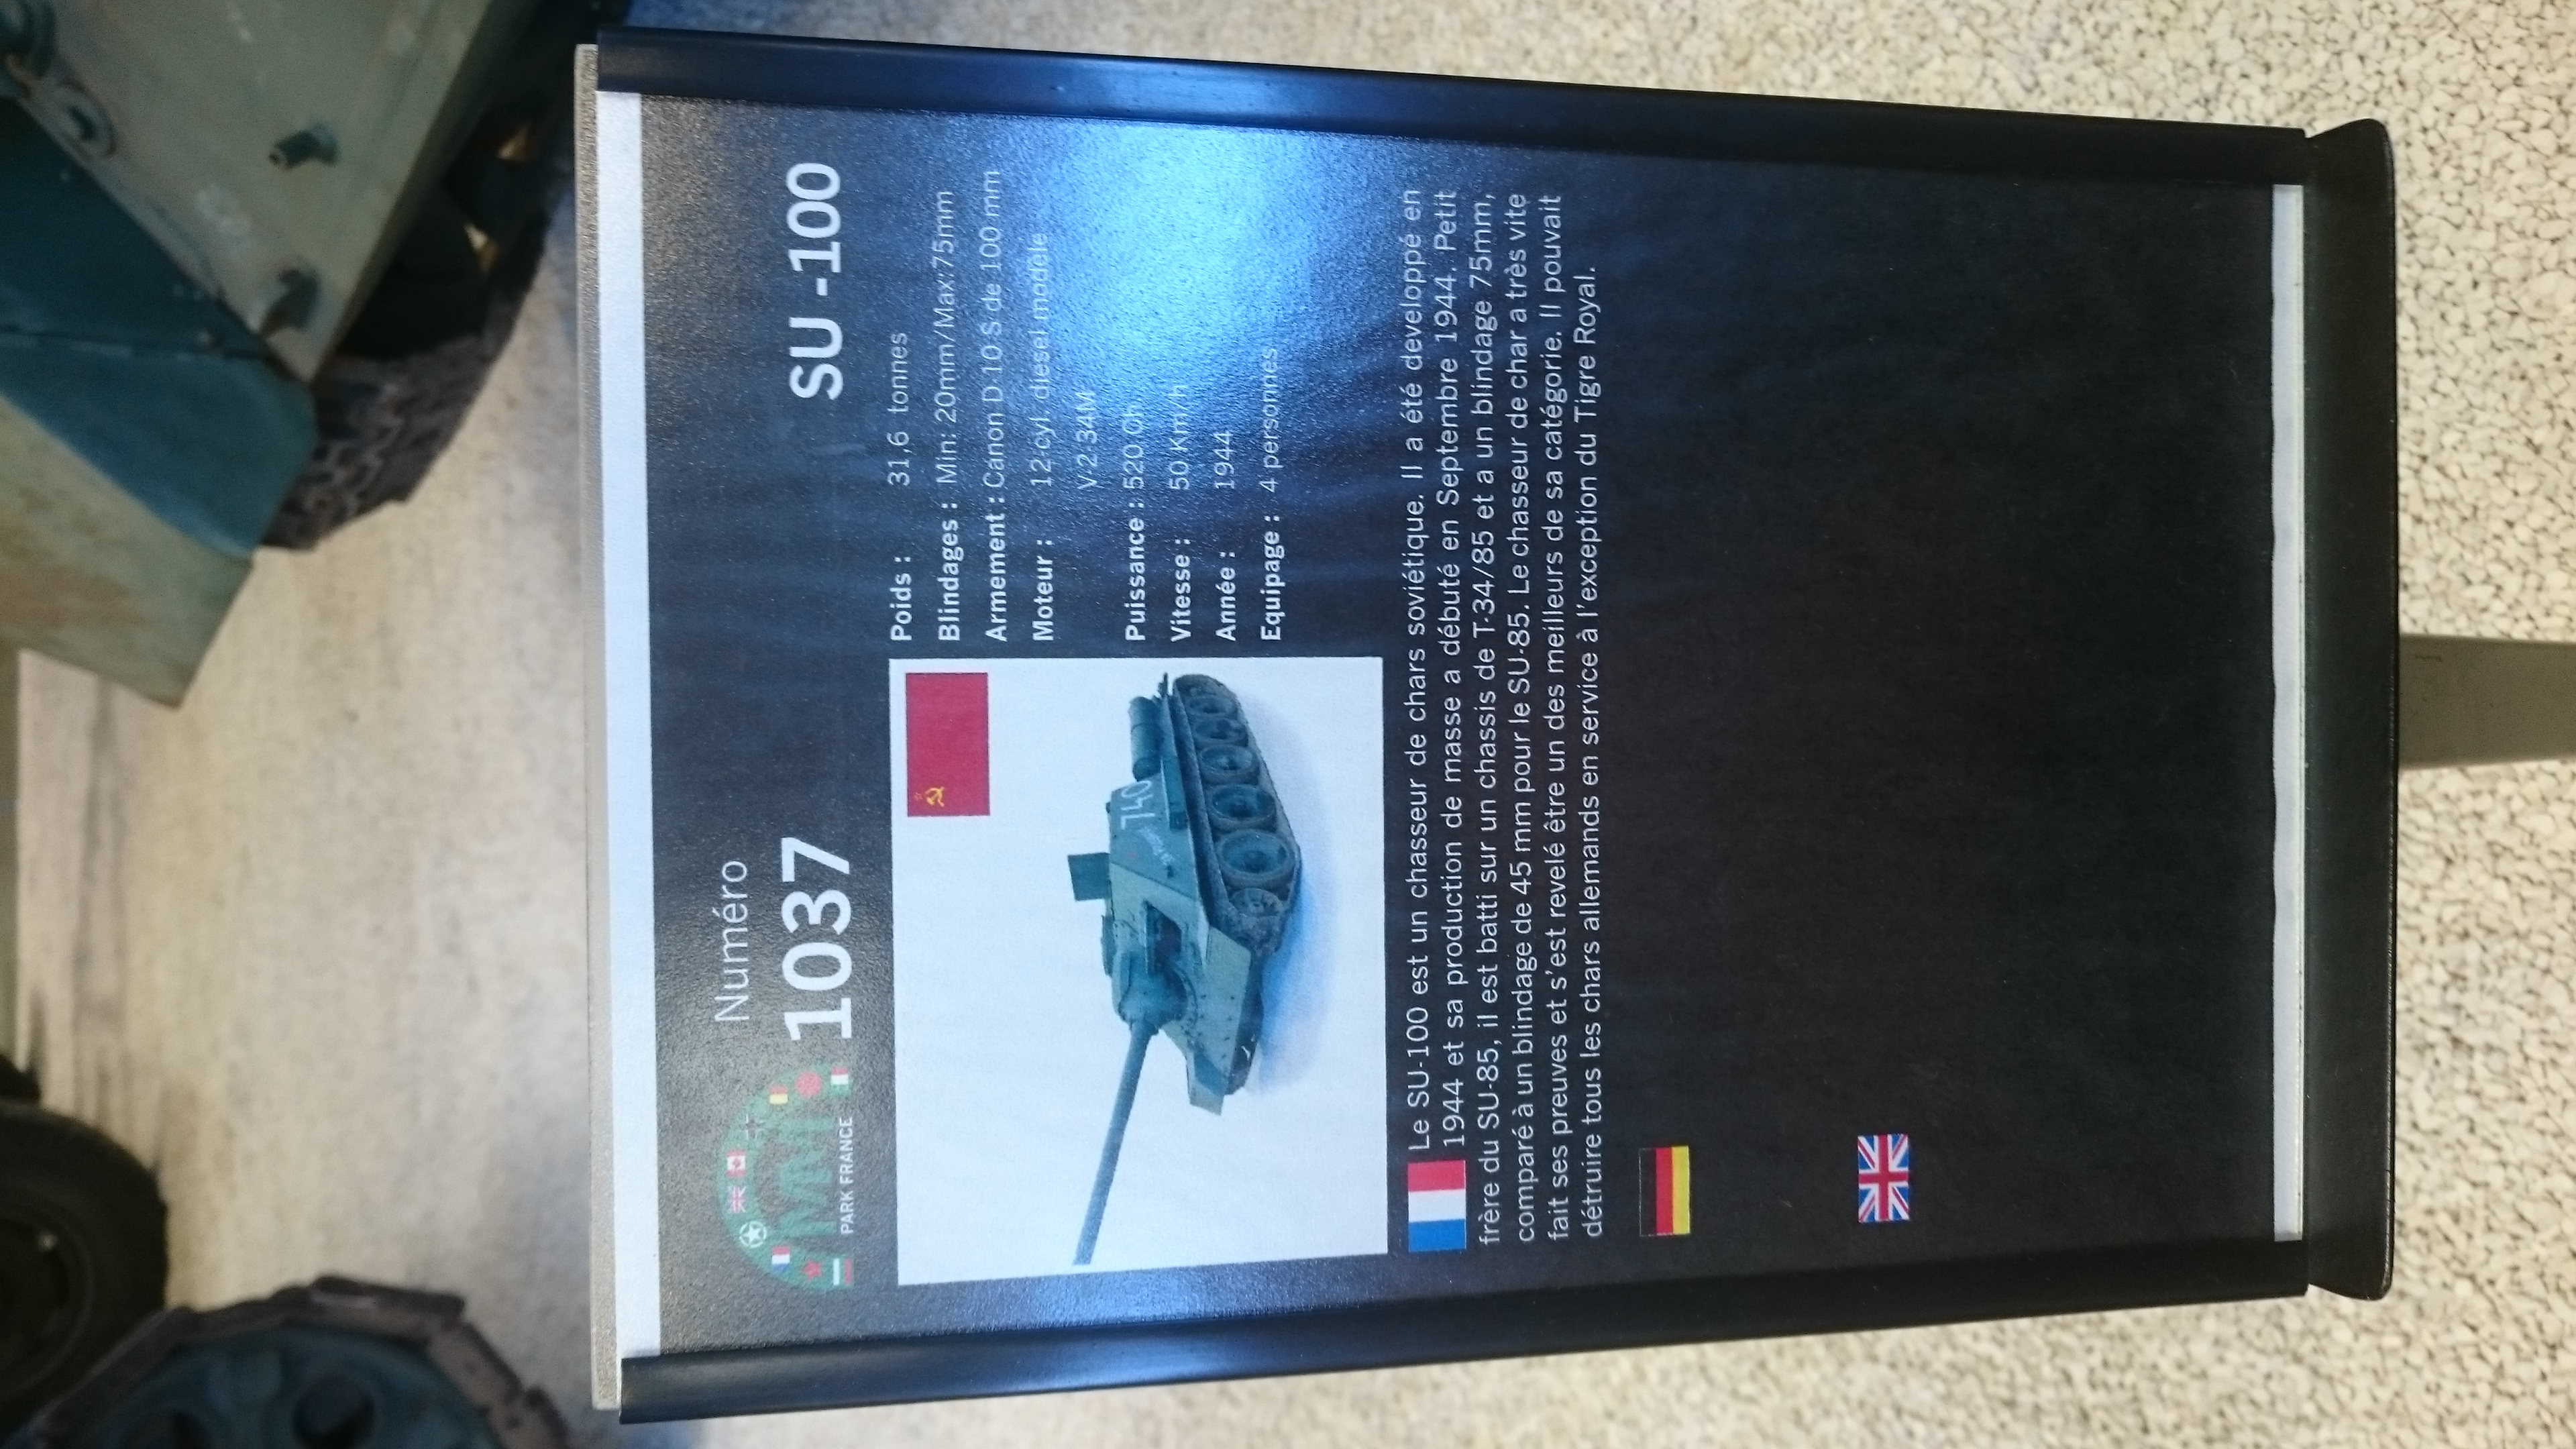 Numéro
1037
MM
PARK FRANCE
SU -100
740
Poids : 31,6 tonnes
Blindages : Min: 20mm/Max:75mm
Armement : Canon D 10 S de 100 mm
Moteur : 12 cyl. diesel modèle
V-2-34M
Puissance : 520 ch
Vitesse : 50 Km/h
Année : 1944
Equipage : 4 personnes
Le SU-100 est un chasseur de chars soviétique. Il a été developpé en
1944 et sa production de masse a débuté en Septembre 1944. Petit
frère du SU-85, il est batti sur un chassis de T-34/85 et a un blindage 75mm,
comparé à un blindage de 45 mm pour le SU-85. Le chasseur de char a très vite
fait ses preuves et s'est revelé être un des meilleurs de sa catégorie. Il pouvait
détruire tous les chars allemands en service à l'exception du Tigre Royal.